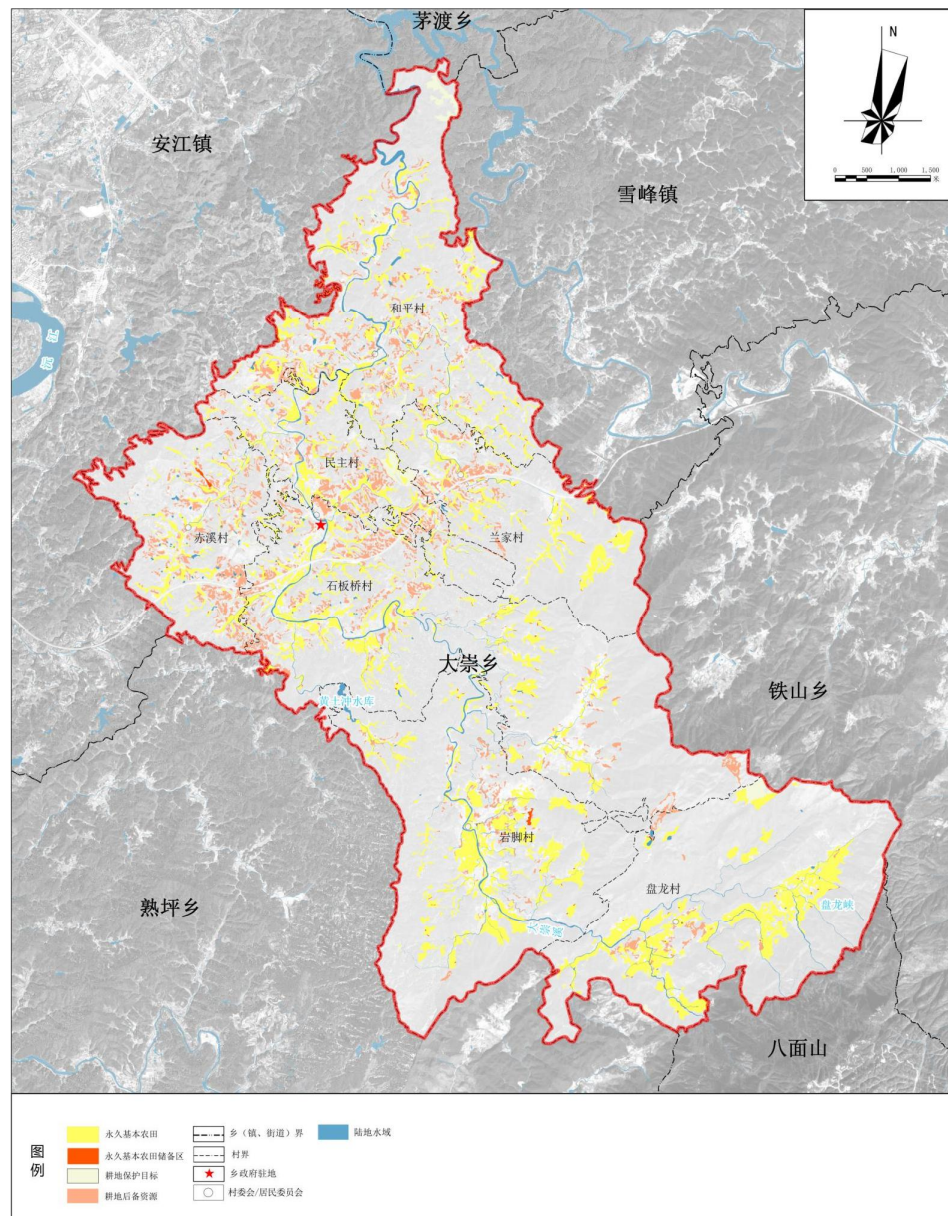 茅渡乡
N
0 500 1,000 1,500
米
安江镇
雪峰镇
和平村
沅江
民主村
赤溪村
兰家村
石板桥村
大崇乡
黄土冲水库
铁山乡
岩脚村
熟坪乡
盘龙村
盘龙峡
大崇溪
八面山
图例
永久基本农田
乡（镇、街道）界
陆地水域
永久基本农田储备区
村界
耕地保护目标
乡政府驻地
耕地后备资源
村委会/居民委员会